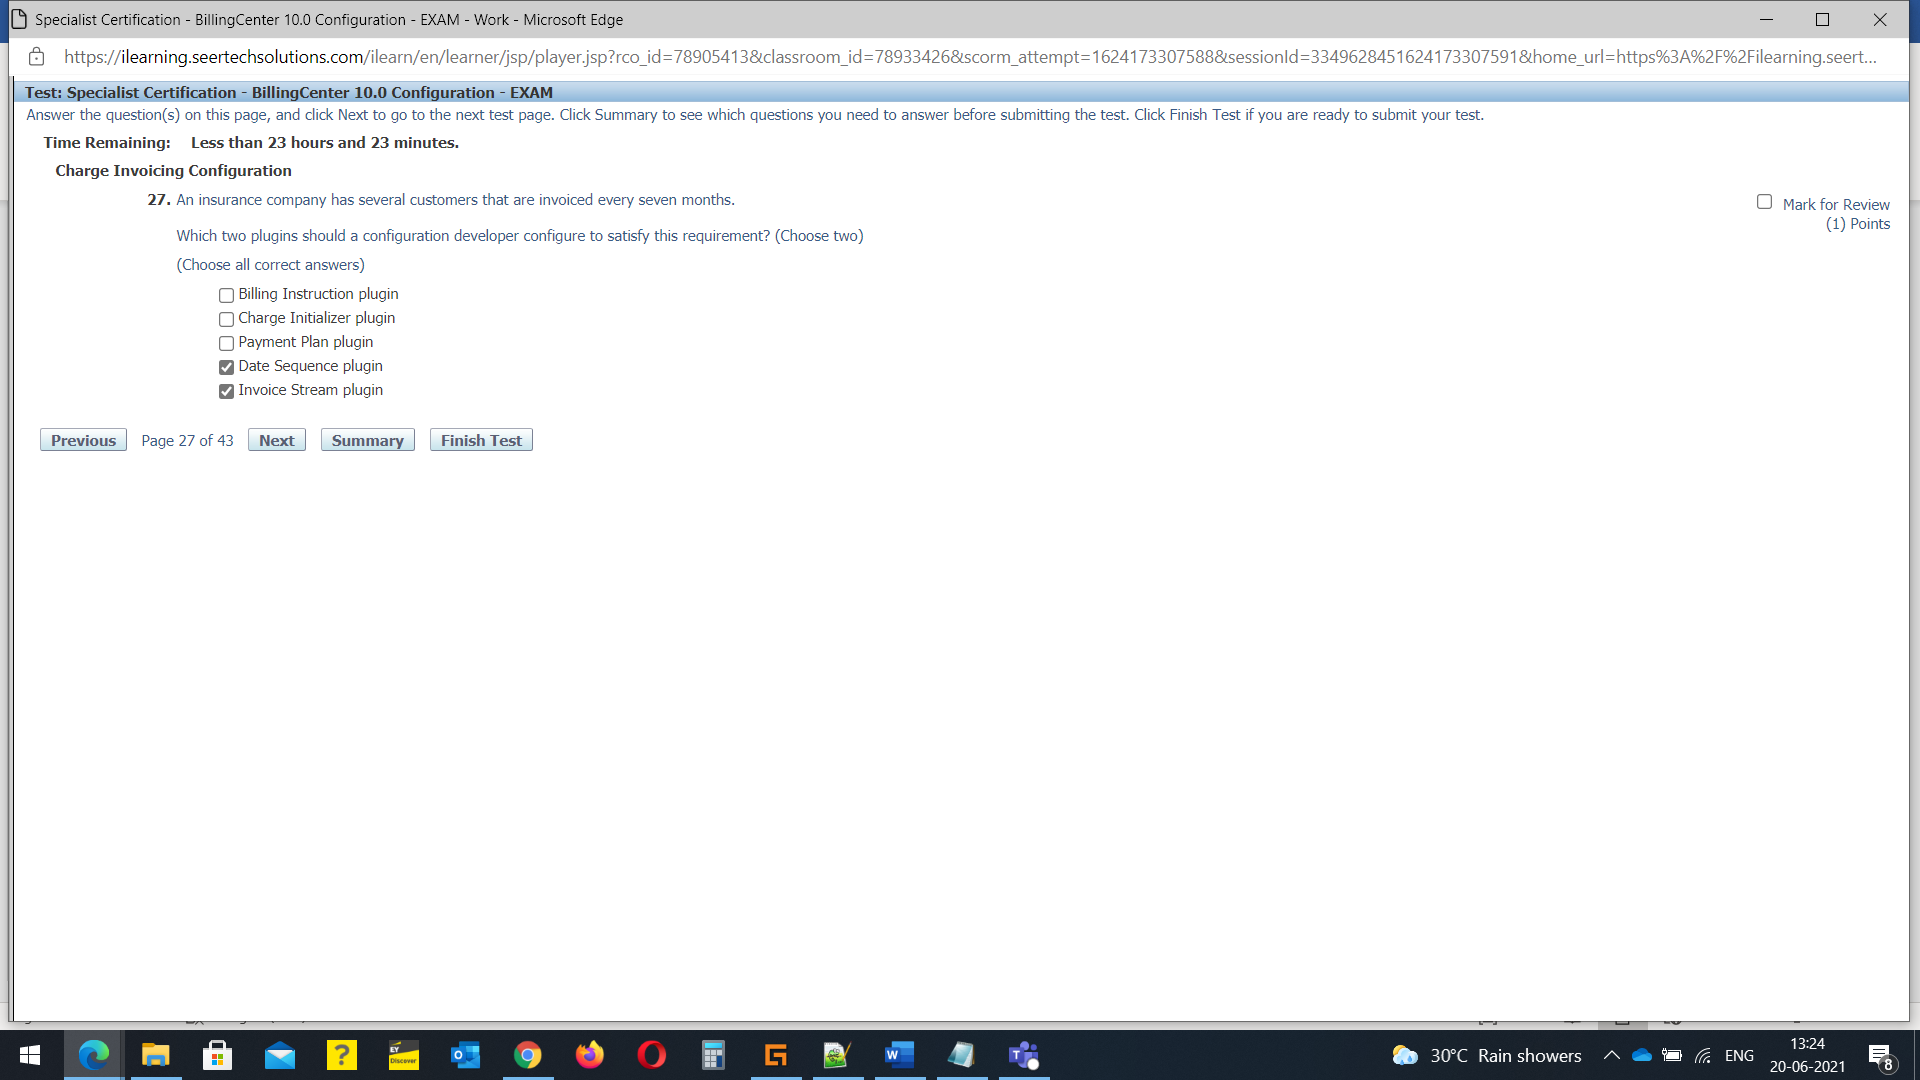 Specialist Certification - BillingCenter 10.0 Configuration - EXAM - Work - Microsoft Edge
https://ilearning.seertechsolutions.com/ilearn/en/learner/jsp/player.jsp?rco_id=78905413&classroom_id=78933426&scorm_attempt=1624173307588&sessionId=3349628451624173307591&home_url=https%3A%2F%2Filearning.seert...
Test: Specialist Certification - BillingCenter 10.0 Configuration - EXAM
Answer the question(s) on this page, and click Next to go to the next test page. Click Summary to see which questions you need to answer before submitting the test. Click Finish Test if you are ready to submit your test.
Time Remaining: Less than 23 hours and 23 minutes.
Charge Invoicing Configuration
27. An insurance company has several customers that are invoiced every seven months.
Mark for Review
(1) Points
Which two plugins should a configuration developer configure to satisfy this requirement? (Choose two)
(Choose all correct answers)
Billing Instruction plugin
Charge Initializer plugin
Payment Plan plugin
Date Sequence plugin
Invoice Stream plugin
Previous Page 27 of 43 Next Summary Finish Test
EY
Discover
30°C Rain showers
ENG
13:24
20-06-2021
8